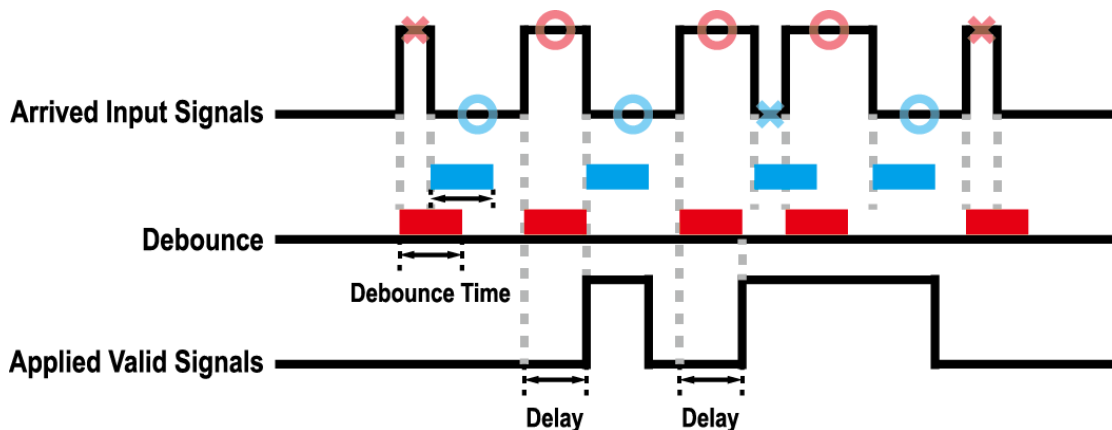 Arrived Input Signals
Debounce
Debounce Time
Applied Valid Signals
Delay
Delay